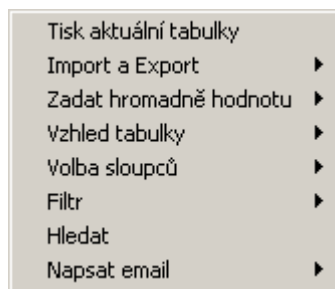 Tisk aktuální tabulky
Import a Export
Zadat hromadně hodnotu
Vzhled tabulky
Volba sloupců
Filtr
Hledat
Napsat email